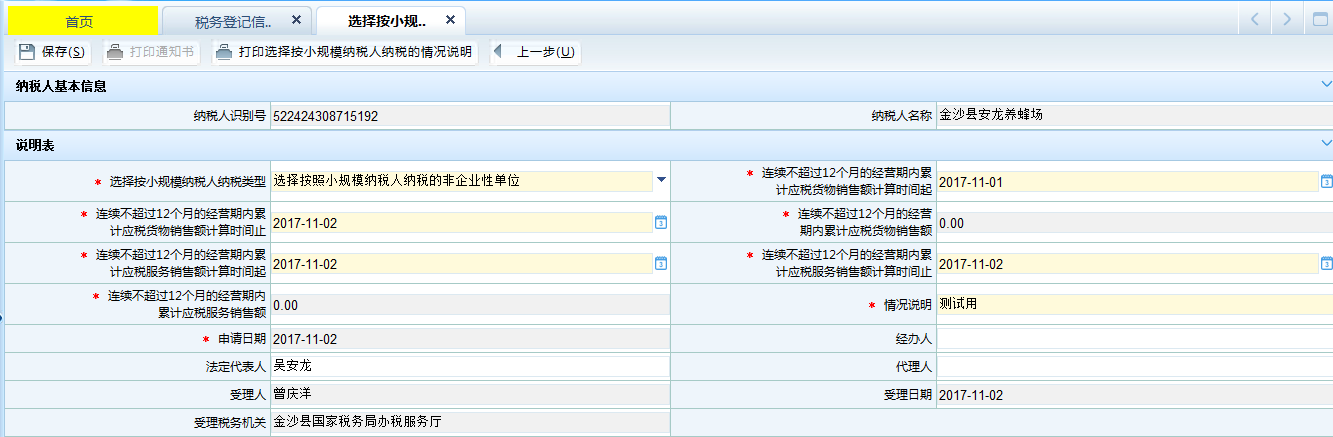 首页 税务登记信.. 选择按小规..
保存(S) 打印通知书 打印选择按小规模纳税人纳税的情况说明 上一步(U)
纳税人基本信息
纳税人识别号 522424308715192 纳税人名称 金沙县安龙养蜂场
说明表
* 选择按小规模纳税人纳税类型 选择按照小规模纳税人纳税的非企业性单位
* 连续不超过12个月的经营期内累
计应税货物销售额计算时间起 2017-11-01
* 连续不超过12个月的经营期内累
计应税货物销售额计算时间止 2017-11-02
* 连续不超过12个月的经营
期内累计应税货物销售额 0.00
* 连续不超过12个月的经营期内累
计应税服务销售额计算时间起 2017-11-02
* 连续不超过12个月的经营期内累
计应税服务销售额计算时间止 2017-11-02
* 连续不超过12个月的经营期内
累计应税服务销售额 0.00
* 情况说明 测试用
* 申请日期 2017-11-02 经办人
法定代表人 吴安龙 代理人
受理人 曾庆洋 受理日期 2017-11-02
受理税务机关 金沙县国家税务局办税服务厅